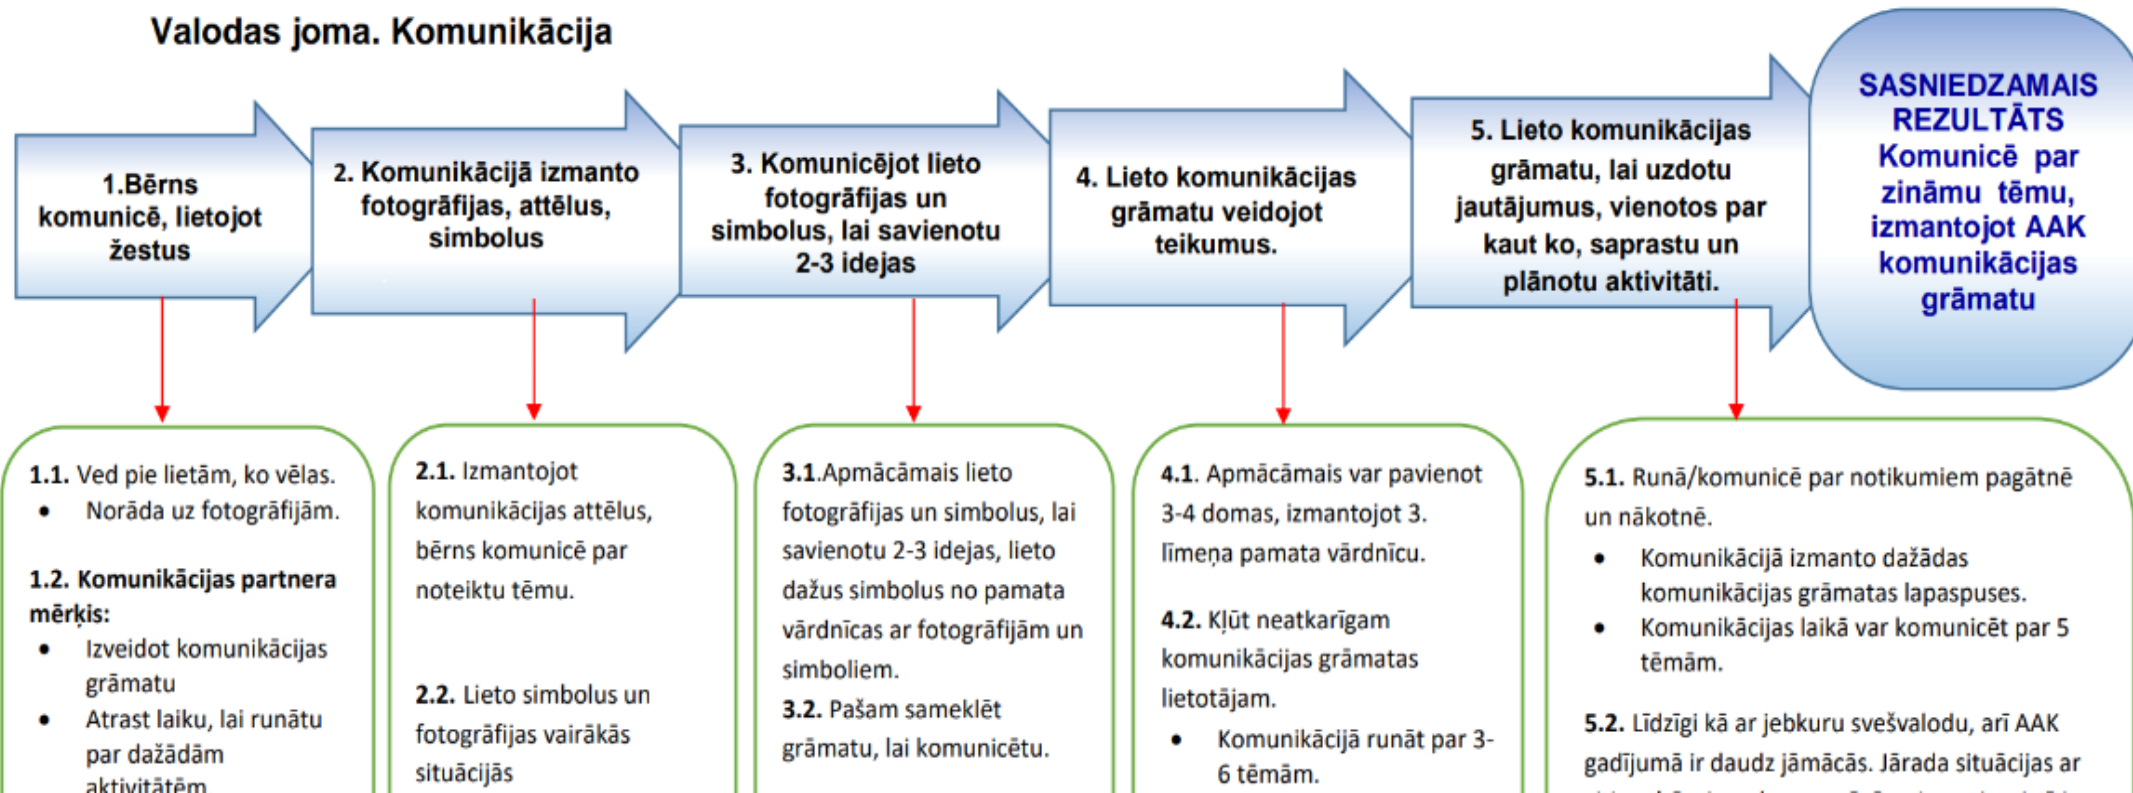 Valodas joma. Komunikācija
1.Bērns
komunicē, lietojot
žestus
2. Komunikācijā izmanto
fotogrāfijas, attēlus,
simbolus
3. Komunicējot lieto
fotogrāfijas un
simbolus, lai savienotu
2-3 idejas
4. Lieto komunikācijas
grāmatu veidojot
teikumus.
5. Lieto komunikācijas
grāmatu, lai uzdotu
jautājumus, vienotos par
kaut ko, saprastu un
plānotu aktivitāti.
SASNIEDZAMAIS
REZULTĀTS
Komunicē par
zināmu tēmu,
izmantojot AAK
komunikācijas
grāmatu
1.1. Ved pie lietām, ko vēlas.
• Norāda uz fotogrāfijām.
1.2. Komunikācijas partnera
mērķis:
• Izveidot komunikācijas
grāmatu
• Atrast laiku, lai runātu
par dažādām
aktivitātēm
2.1. Izmantojot
komunikācijas attēlus,
bērns komunicē par
noteiktu tēmu.
2.2. Lieto simbolus un
fotogrāfijas vairākās
situācijās
3.1.Apmācāmais lieto
fotogrāfijas un simbolus, lai
savienotu 2-3 idejas, lieto
dažus simbolus no pamata
vārdnīcas ar fotogrāfijām un
simboliem.
3.2. Pašam sameklēt
grāmatu, lai komunicētu.
4.1. Apmācāmais var pavienot
3-4 domas, izmantojot 3.
līmeņa pamata vārdnīcu.
4.2. Kļūt neatkarīgam
komunikācijas grāmatas
lietotājam.
• Komunikācijā runāt par 3-
6 tēmām.
5.1. Runā/komunicē par notikumiem pagātnē
un nākotnē.
• Komunikācijā izmanto dažādas
komunikācijas grāmatas lapaspuses.
• Komunikācijas laikā var komunicēt par 5
tēmām.
5.2. Līdzīgi kā ar jebkuru svešvalodu, arī AAK
gadījumā ir daudz jāmācās. Jārada situācijas ar